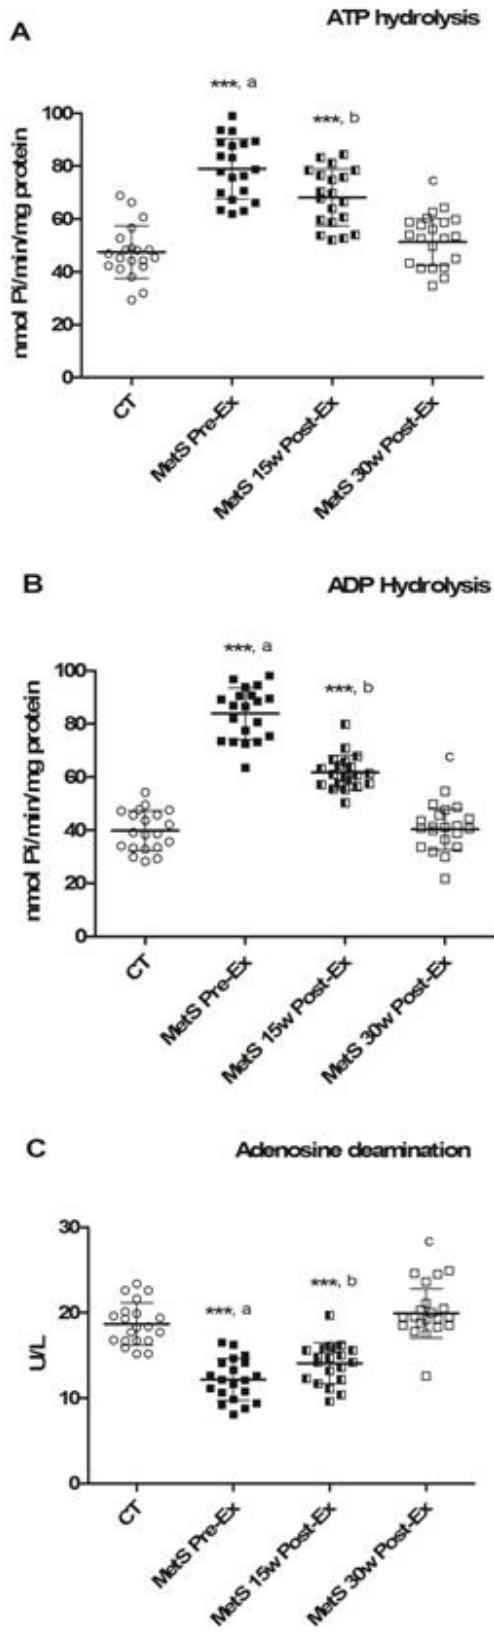 A
ATP hydrolysis
nmol Pi/min/mg protein
100
80
60
40
20
0
***, a
***, b
c
CT
MetS Pre-Ex
MetS 15w Post-Ex
MetS 30w Post-Ex
B
ADP Hydrolysis
nmol Pi/min/mg protein
100
80
60
40
20
0
***, a
***, b
c
CT
MetS Pre-Ex
MetS 15w Post-Ex
MetS 30w Post-Ex
C
Adenosine deamination
U/L
30
20
10
0
***, a
***, b
c
CT
MetS Pre-Ex
MetS 15w Post-Ex
MetS 30w Post-Ex